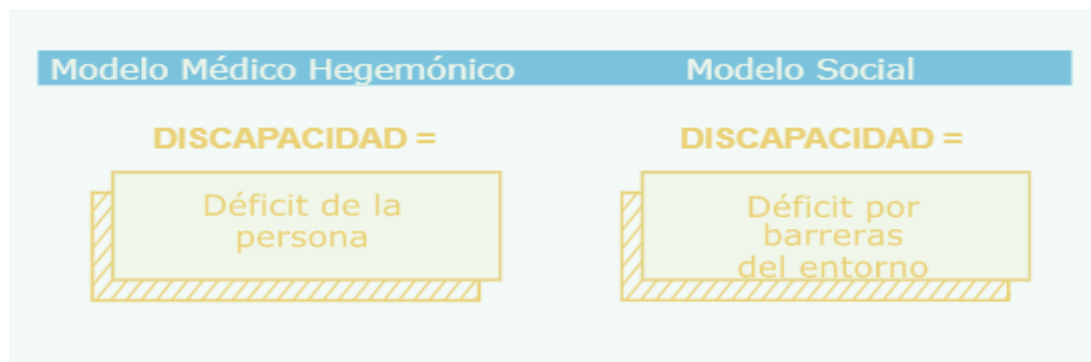 Modelo Médico Hegemónico
Modelo Social
DISCAPACIDAD =
Déficit de la
persona
DISCAPACIDAD =
Déficit por
barreras
del entorno